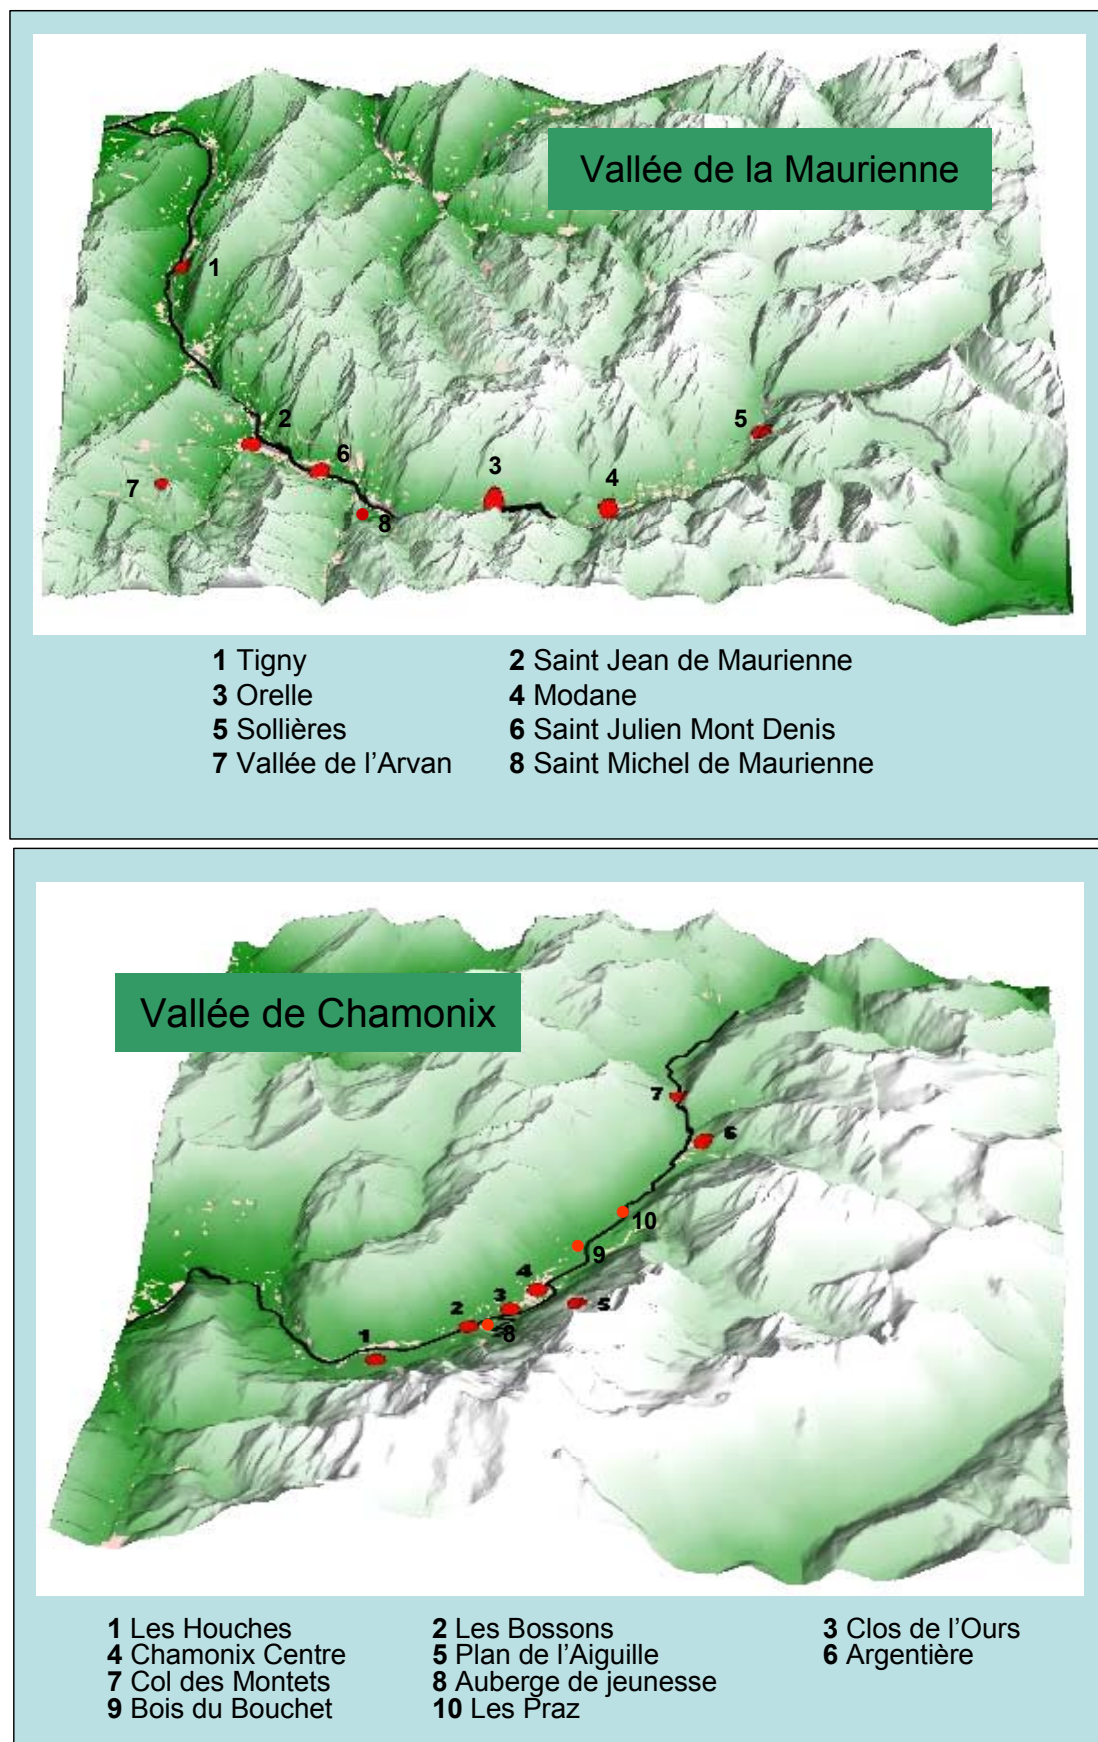 Vallée de la Maurienne
1
2
6
3
4
5
7
8
1 Tigny 2 Saint Jean de Maurienne
3 Orelle 4 Modane
5 Sollières 6 Saint Julien Mont Denis
7 Vallée de l'Arvan 8 Saint Michel de Maurienne
Vallée de Chamonix
7
6
10
9
4
3
5
2
8
1
1 Les Houches 2 Les Bossons 3 Clos de l'Ours
4 Chamonix Centre 5 Plan de l'Aiguille 6 Argentière
7 Col des Montets 8 Auberge de jeunesse
9 Bois du Bouchet 10 Les Praz